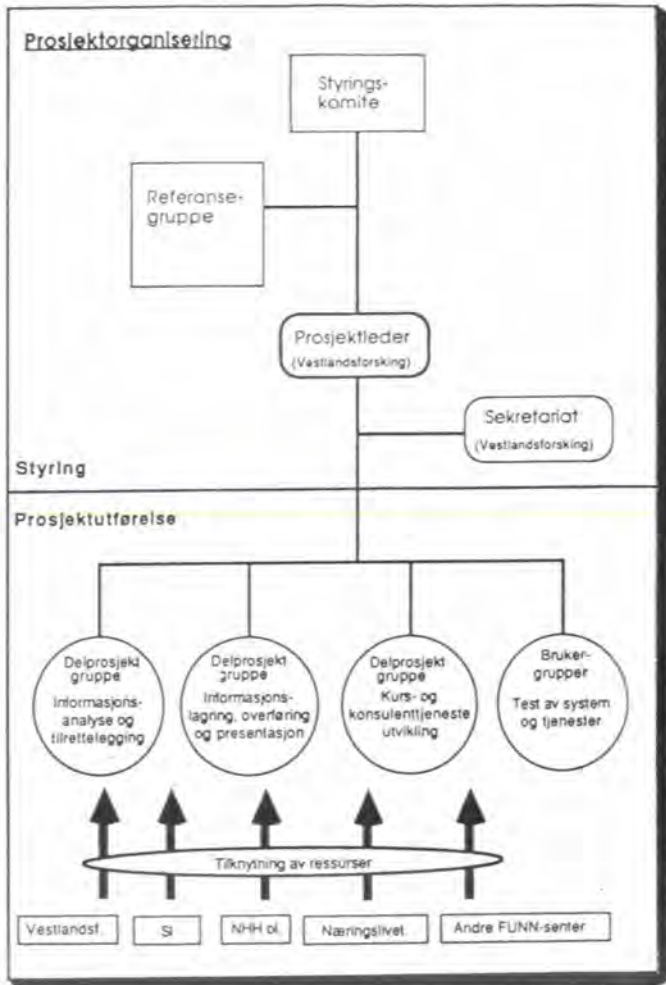 Prosjektorganisering
Styrings-
komite
Referanse-
gruppe
Prosjektleder
(Vestlandsforsking)
Sekretariat
(Vestlandsforsking)
Styring
Prosjektutførelse
Delprosjekt
gruppe
Informasjons-
analyse og
tilrettelegging
Delprosjekt
gruppe
Informasjons-
lagring, overføring
og presentasjon
Delprosjekt
gruppe
Kurs- og
konsulenttjeneste
utvikling
Bruker-
grupper
Test av system
og tjenester
Tilknytning av ressurser
Vestlandsf.
SI
NHH ol.
Næringslivet
Andre FUNN-senter